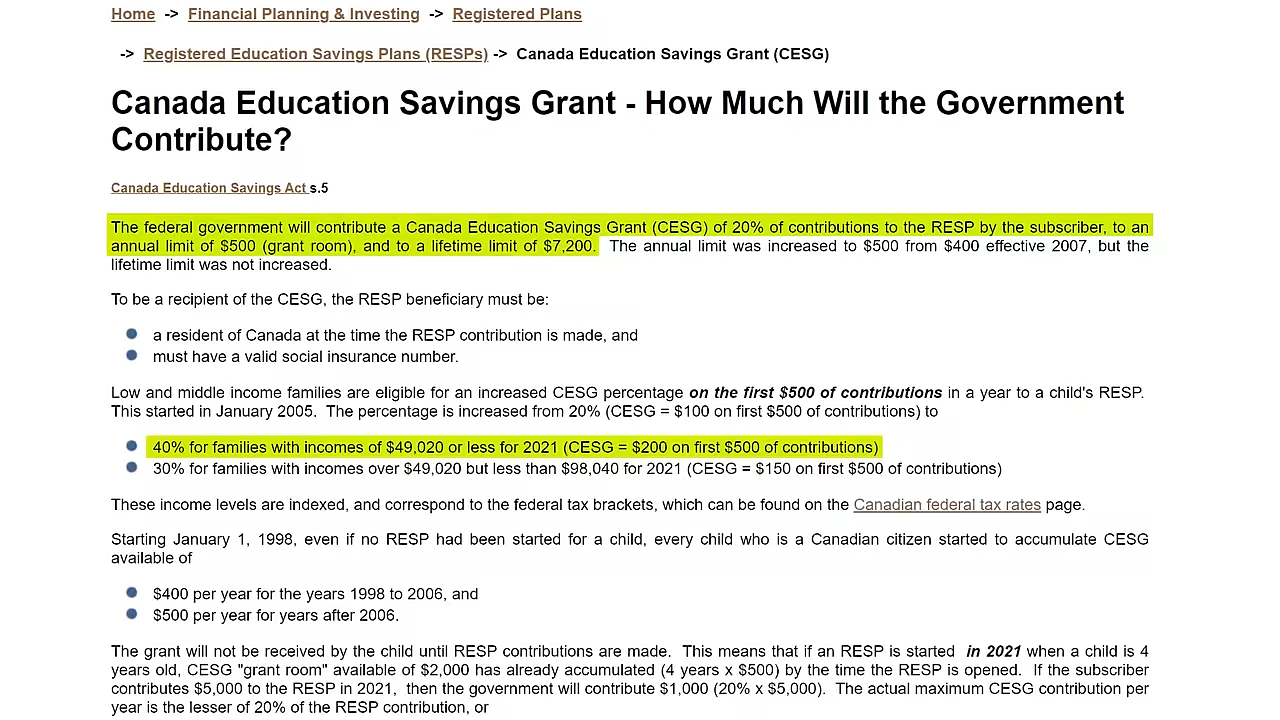 Home -> Financial Planning & Investing -> Registered Plans
-> Registered Education Savings Plans (RESPs) -> Canada Education Savings Grant (CESG)
Canada Education Savings Grant - How Much Will the Government
Contribute?
Canada Education Savings Act s.5
The federal government will contribute a Canada Education Savings Grant (CESG) of 20% of contributions to the RESP by the subscriber, to an
annual limit of $500 (grant room), and to a lifetime limit of $7,200. The annual limit was increased to $500 from $400 effective 2007, but the
lifetime limit was not increased.
To be a recipient of the CESG, the RESP beneficiary must be:
a resident of Canada at the time the RESP contribution is made, and
must have a valid social insurance number.
Low and middle income families are eligible for an increased CESG percentage on the first $500 of contributions in a year to a child's RESP.
This started in January 2005. The percentage is increased from 20% (CESG = $100 on first $500 of contributions) to
40% for families with incomes of $49,020 or less for 2021 (CESG = $200 on first $500 of contributions)
30% for families with incomes over $49,020 but less than $98,040 for 2021 (CESG = $150 on first $500 of contributions)
These income levels are indexed, and correspond to the federal tax brackets, which can be found on the Canadian federal tax rates page.
Starting January 1, 1998, even if no RESP had been started for a child, every child who is a Canadian citizen started to accumulate CESG
available of
$400 per year for the years 1998 to 2006, and
$500 per year for years after 2006.
The grant will not be received by the child until RESP contributions are made. This means that if an RESP is started in 2021 when a child is 4
years old, CESG "grant room" available of $2,000 has already accumulated (4 years x $500) by the time the RESP is opened. If the subscriber
contributes $5,000 to the RESP in 2021, then the government will contribute $1,000 (20% x $5,000). The actual maximum CESG contribution per
year is the lesser of 20% of the RESP contribution, or